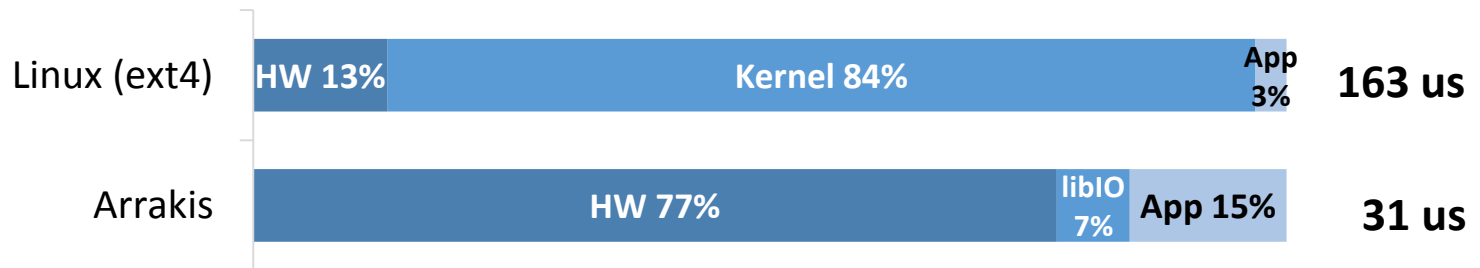 Linux (ext4)
HW 13%
Kernel 84%
App
3%
163 us
Arrakis
HW 77%
libIO
7%
App 15%
31 us